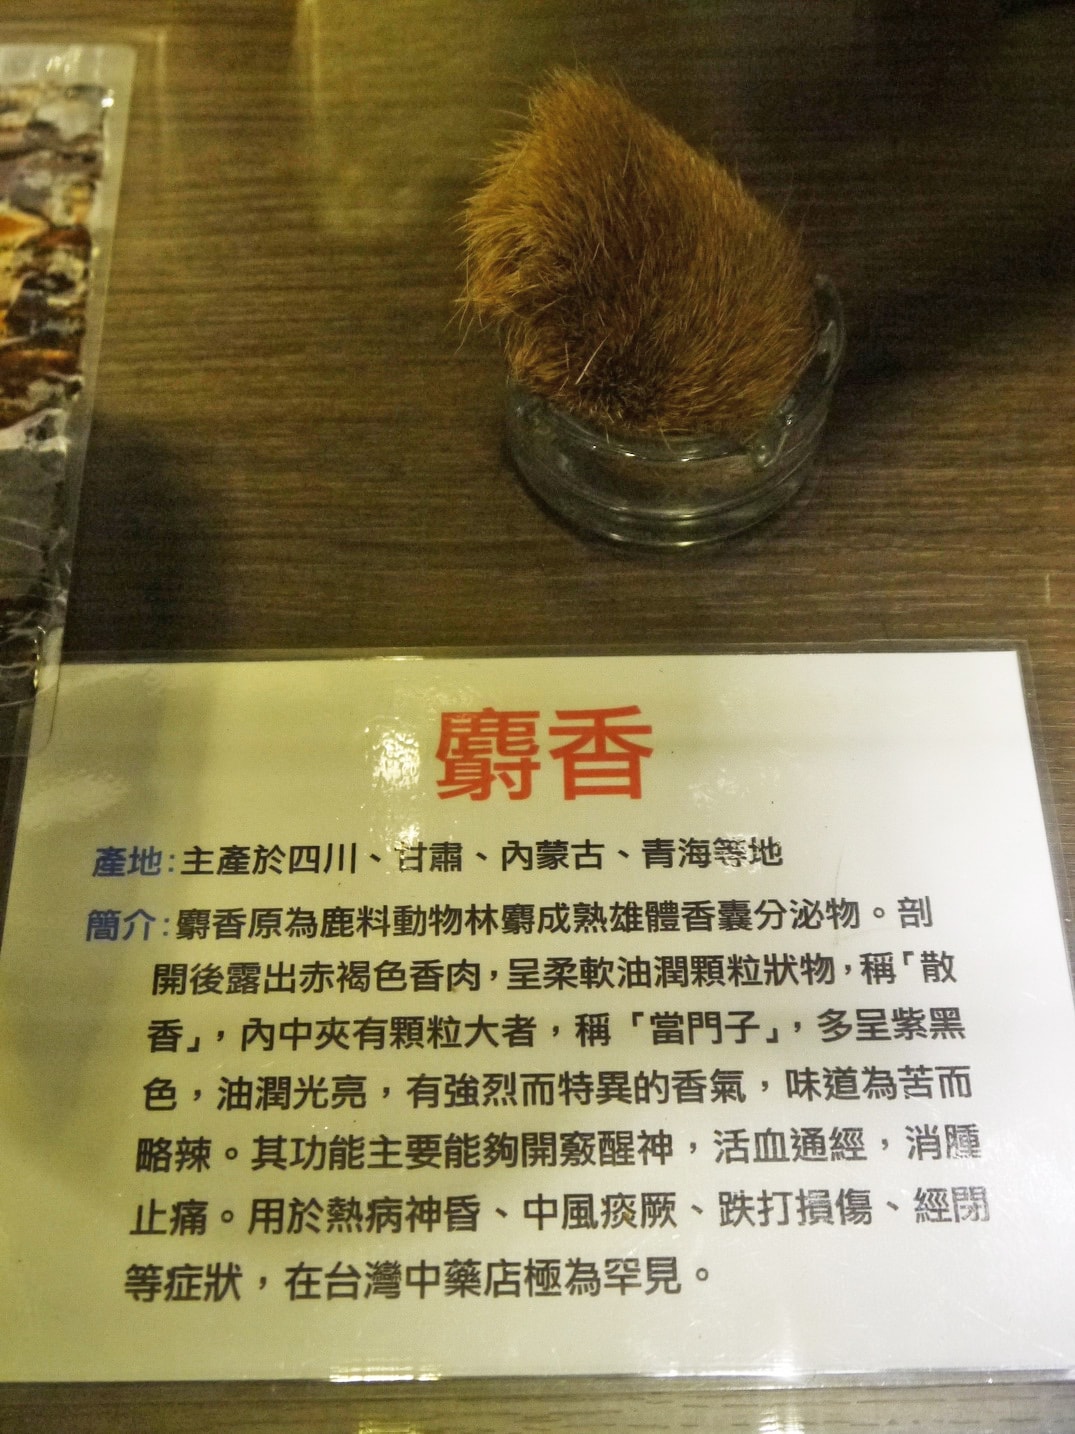 麝香
產地:主產於四川、甘肅、內蒙古、青海等地
簡介:麝香原為鹿料動物林麝成熟雄體香囊分泌物。剖
開後露出赤褐色香肉,呈柔軟油潤顆粒狀物,稱「散
香」,內中夾有顆粒大者,稱「當門子」,多呈紫黑
色,油潤光亮,有強烈而特異的香氣,味道為苦而
略辣。其功能主要能夠開竅醒神,活血通經,消腫
止痛。用於熱病神昏、中風痰厥、跌打損傷、經閉
等症狀,在台灣中藥店極為罕見。